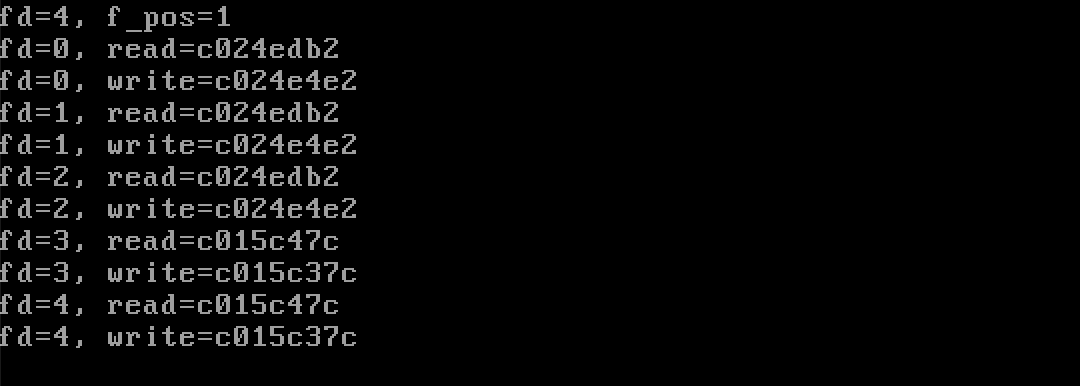 fd=4, f_pos=1
fd=0, read=c024edb2
fd=0, write=c024e4e2
fd=1, read=c024edb2
fd=1, write=c024e4e2
fd=2, read=c024edb2
fd=2, write=c024e4e2
fd=3, read=c015c47c
fd=3, write=c015c37c
fd=4, read=c015c47c
fd=4, write=c015c37c